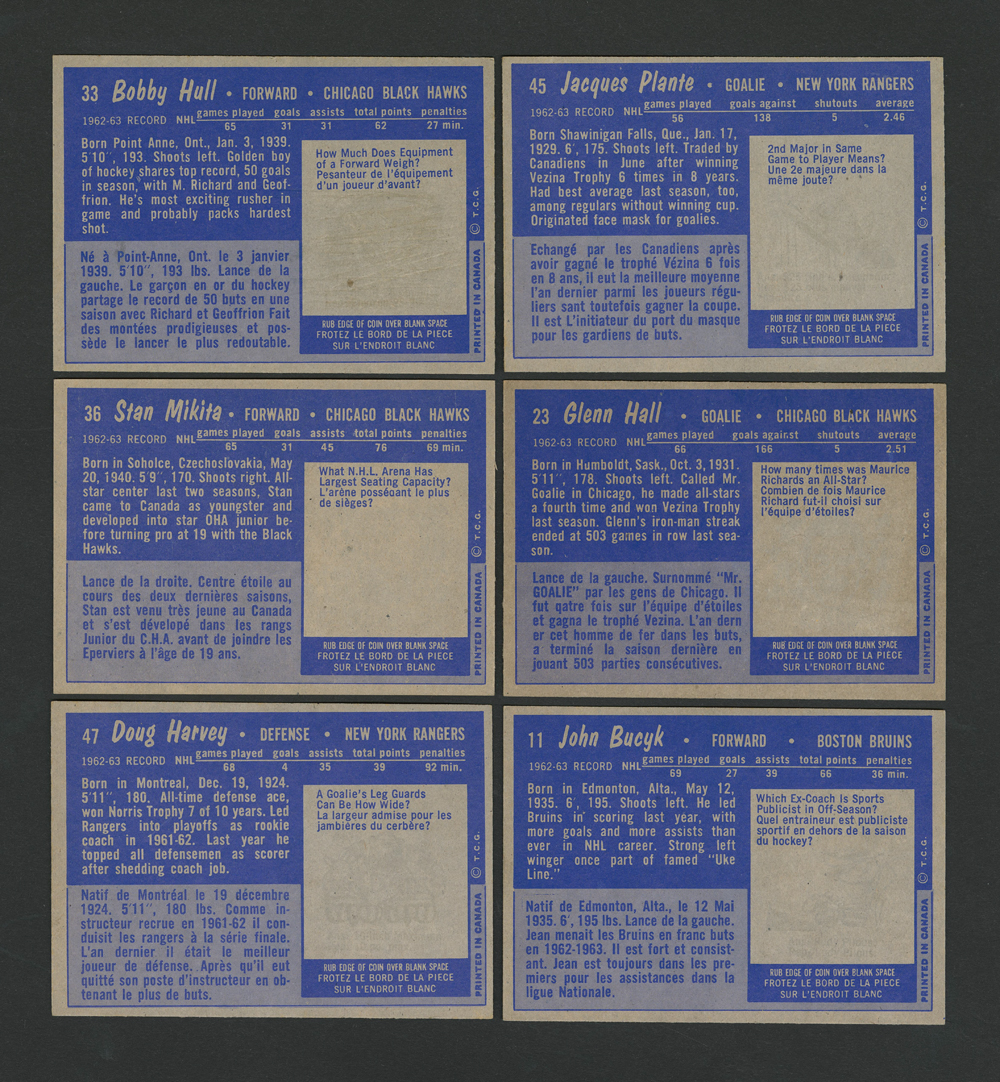 33 Bobby Hull • FORWARD • CHICAGO BLACK HAWKS
1962-63 RECORD NHL games played goals assists total points penalties
65 31 31 62 27 min.
Born Point Anne, Ont., Jan. 3, 1939.
5'10", 193. Shoots left. Golden boy
of hockey shares top record, 50 goals
in season, with M. Richard and Geof-
frion. He's most exciting rusher in
game and probably packs hardest
shot.
Né à Point-Anne, Ont. le 3 janvier
1939. 5'10", 193 lbs. Lance de la
gauche. Le garçon en or du hockey
partage le record de 50 buts en une
saison avec Richard et Geoffrion Fait
des montées prodigieuses et pos-
sède le lancer le plus redoutable.
How Much Does Equipment
of a Forward Weigh?
Pesanteur de l'équipement
d'un joueur d'avant?
RUB EDGE OF COIN OVER BLANK SPACE
FROTEZ LE BORD DE LA PIECE
SUR L'ENDROIT BLANC
PRINTED IN CANADA © T.C.G.
45 Jacques Plante • GOALIE • NEW YORK RANGERS
1962-63 RECORD NHL games played goals against shutouts average
56 138 5 2.46
Born Shawinigan Falls, Que., Jan. 17,
1929. 6', 175. Shoots left. Traded by
Canadiens in June after winning
Vezina Trophy 6 times in 8 years.
Had best average last season, too,
among regulars without winning cup.
Originated face mask for goalies.
Echangé par les Canadiens après
avoir gagné le trophé Vézina 6 fois
en 8 ans, il eut la meilleure moyenne
l'an dernier parmi les joueurs régu-
liers sant toutefois gagner la coupe.
Il est L'initiateur du port du masque
pour les gardiens de buts.
2nd Major in Same
Game to Player Means?
Une 2e majeure dans la
même joute?
RUB EDGE OF COIN OVER BLANK SPACE
FROTEZ LE BORD DE LA PIECE
SUR L'ENDROIT BLANC
PRINTED IN CANADA © T.C.G.
36 Stan Mikita • FORWARD • CHICAGO BLACK HAWKS
1962-63 RECORD NHL games played goals assists total points penalties
65 31 45 76 69 min.
Born in Soholce, Czechoslovakia, May
20, 1940. 5'9", 170. Shoots right. All-
star center last two seasons, Stan
came to Canada as youngster and
developed into star OHA junior be-
fore turning pro at 19 with the Black
Hawks.
Lance de la droite. Centre étoile au
cours des deux dernières saisons,
Stan est venu très jeune au Canada
et s'est dévelopé dans les rangs
Junior du C.H.A. avant de joindre les
Eperviers à l'âge de 19 ans.
What N.H.L. Arena Has
Largest Seating Capacity?
L'arène posséoant le plus
de sièges?
RUB EDGE OF COIN OVER BLANK SPACE
FROTEZ LE BORD DE LA PIECE
SUR L'ENDROIT BLANC
PRINTED IN CANADA © T.C.G.
23 Glenn Hall • GOALIE • CHICAGO BLACK HAWKS
1962-63 RECORD NHL games played goals against shutouts average
66 166 5 2.51
Born in Humboldt, Sask., Oct. 3, 1931.
5'11", 178. Shoots left. Called Mr.
Goalie in Chicago, he made all-stars
a fourth time and won Vezina Trophy
last season. Glenn's iron-man streak
ended at 503 games in row last sea-
son.
Lance de la gauche. Surnommé "Mr.
GOALIE" par les gens de Chicago. Il
fut qatre fois sur l'équipe d'étoiles
et gagna le trophé Vezina. L'an dern
er cet homme de fer dans les buts,
a terminé la saison dernière en
jouant 503 parties consécutives.
How many times was Maurice
Richards an All-Star?
Combien de fois Maurice
Richard fut-il choisi sur
l'équipe d'étoiles?
RUB EDGE OF COIN OVER BLANK SPACE
FROTEZ LE BORD DE LA PIECE
SUR L'ENDROIT BLANC
PRINTED IN CANADA © T.C.G.
47 Doug Harvey • DEFENSE • NEW YORK RANGERS
1962-63 RECORD NHL games played goals assists total points penalties
68 4 35 39 92 min.
Born in Montreal, Dec. 19, 1924.
5'11", 180. All-time defense ace,
won Norris Trophy 7 of 10 years. Led
Rangers into playoffs as rookie
coach in 1961-62. Last year he
topped all defensemen as scorer
after shedding coach job.
Natif de Montréal le 19 décembre
1924. 5'11", 180 lbs. Comme in-
structeur recrue en 1961-62 il con-
duisit les rangers à la série finale.
L'an dernier il était le meilleur
joueur de défense. Après qu'il eut
quitté son poste d'instructeur en ob-
tenant le plus de buts.
A Goalie's Leg Guards
Can Be How Wide?
La largeur admise pour les
jambières du cerbère?
RUB EDGE OF COIN OVER BLANK SPACE
FROTEZ LE BORD DE LA PIECE
SUR L'ENDROIT BLANC
PRINTED IN CANADA © T.C.G.
11 John Bucyk • FORWARD • BOSTON BRUINS
1962-63 RECORD NHL games played goals assists total points penalties
69 27 39 66 36 min.
Born in Edmonton, Alta., May 12,
1935. 6', 195. Shoots left. He led
Bruins in scoring last year, with
more goals and more assists than
ever in NHL career. Strong left
winger once part of famed "Uke
Line."
Natif de Edmonton, Alta., le 12 Mai
1935. 6', 195 lbs. Lance de la gauche.
Jean menait les Bruins en franc buts
en 1962-1963. Il est fort et consist-
ant. Jean est toujours dans les pre-
miers pour les assistances dans la
ligue Nationale.
Which Ex-Coach Is Sports
Publicist in Off-Season?
Quel entraineur est publiciste
sportif en dehors de la saison
du hockey?
RUB EDGE OF COIN OVER BLANK SPACE
FROTEZ LE BORD DE LA PIECE
SUR L'ENDROIT BLANC
PRINTED IN CANADA © T.C.G.